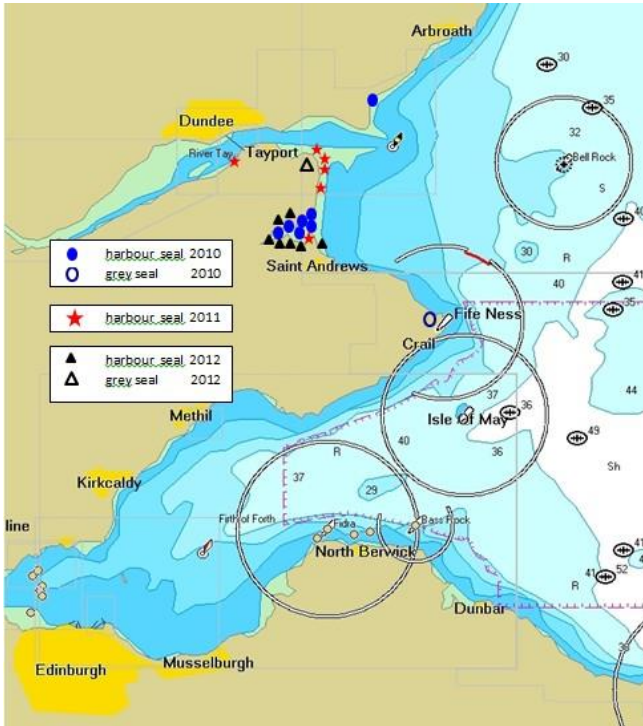 Arbroath
30
35
Dundee
32
River Tay
Tayport
Bell Rock
S
40
harbour seal 2010
grey seal 2010
Saint Andrews
30
R
40
41
35
harbour seal 2011
Fife Ness
Crail
harbour seal 2012
grey seal 2012
37
44
Methil
Isle Of May
36
40
36
49
R
Sh
Kirkcaldy
37
29
line
Firth of Forth
Fidra
Bass Rock
North Berwick
41
41
52
R
Dunbar
Musselburgh
Edinburgh